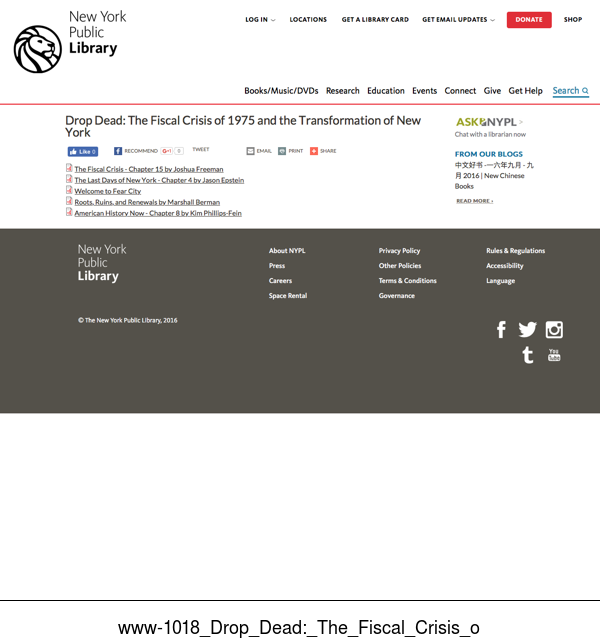 New York
Public
Library
LOG IN
LOCATIONS
GET A LIBRARY CARD
GET EMAIL UPDATES
DONATE
SHOP
Books/Music/DVDs Research Education Events Connect Give Get Help Search
Drop Dead: The Fiscal Crisis of 1975 and the Transformation of New
York
Like 0
RECOMMEND
G+1 0
TWEET
EMAIL
PRINT
SHARE
The Fiscal Crisis - Chapter 15 by Joshua Freeman
The Last Days of New York - Chapter 4 by Jason Epstein
Welcome to Fear City
Roots, Ruins, and Renewals by Marshall Berman
American History Now - Chapter 8 by Kim Phillips-Fein
ASK NYPL >
Chat with a librarian now
FROM OUR BLOGS
中文好书 -一六年九月 - 九
月 2016 | New Chinese
Books
READ MORE ›
New York
Public
Library
About NYPL
Press
Careers
Space Rental
Privacy Policy
Other Policies
Terms & Conditions
Governance
Rules & Regulations
Accessibility
Language
© The New York Public Library, 2016
You
Tube
www-1018_Drop_Dead:_The_Fiscal_Crisis_o